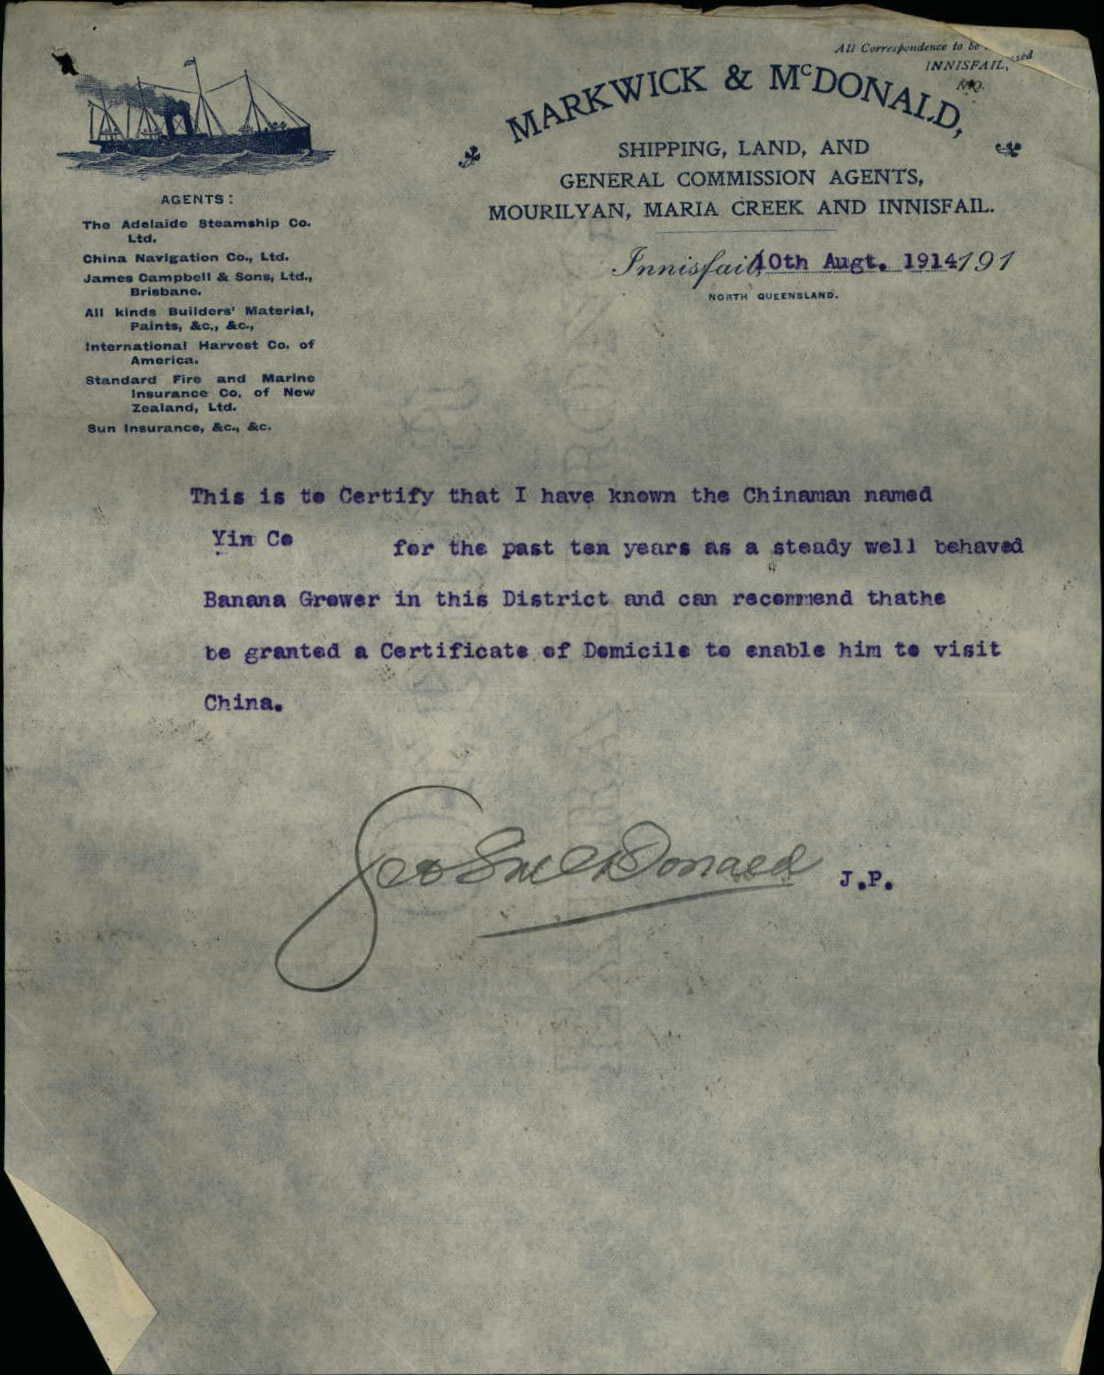 All Correspondence to be
INNISFAIL,
N.Q.
MARKWICK & McDONALD,
SHIPPING, LAND, AND
GENERAL COMMISSION AGENTS,
MOURILYAN, MARIA CREEK AND INNISFAIL.
Innisfail, 10th Augt. 1914 191
NORTH QUEENSLAND.
AGENTS:
The Adelaide Steamship Co.
Ltd.
China Navigation Co., Ltd.
James Campbell & Sons, Ltd.,
Brisbane.
All kinds Builders' Material,
Paints, &c., &c.,
International Harvest Co. of
America.
Standard Fire and Marine
Insurance Co. of New
Zealand, Ltd.
Sun Insurance, &c., &c.
This is to Certify that I have known the Chinaman named
Yin Co for the past ten years as a steady well behaved
Banana Grower in this District and can recommend thathe
be granted a Certificate of Domicile to enable him to visit
China.
Geo McDonald J.P.